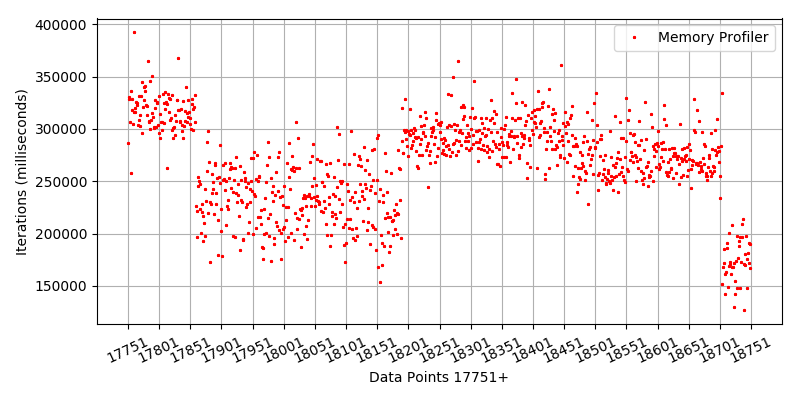 400000
Memory Profiler
350000
300000
250000
200000
150000
Iterations (milliseconds)
17751 17801 17851 17901 17951 18001 18051 18101 18151 18201 18251 18301 18351 18401 18451 18501 18551 18601 18651 18701 18751
Data Points 17751+